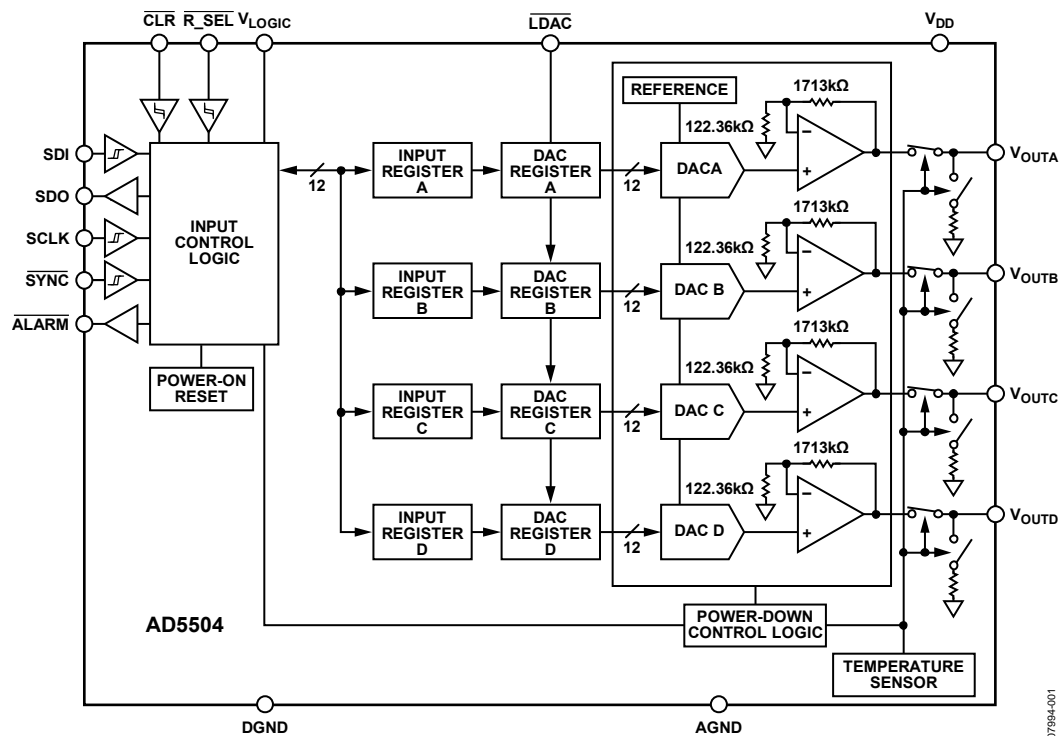 CLR R_SEL VLOGIC LDAC VDD
REFERENCE
1713kΩ
122.36kΩ
SDI
SDO
SCLK
SYNC
ALARM
INPUT
CONTROL
LOGIC
POWER-ON
RESET
12
INPUT
REGISTER
A
DAC
REGISTER
A
12
DACA
VOUTA
1713kΩ
122.36kΩ
INPUT
REGISTER
B
DAC
REGISTER
B
12
DAC B
VOUTB
1713kΩ
122.36kΩ
INPUT
REGISTER
C
DAC
REGISTER
C
12
DAC C
VOUTC
1713kΩ
122.36kΩ
INPUT
REGISTER
D
DAC
REGISTER
D
12
DAC D
VOUTD
AD5504
POWER-DOWN
CONTROL LOGIC
TEMPERATURE
SENSOR
DGND
AGND
07994-001